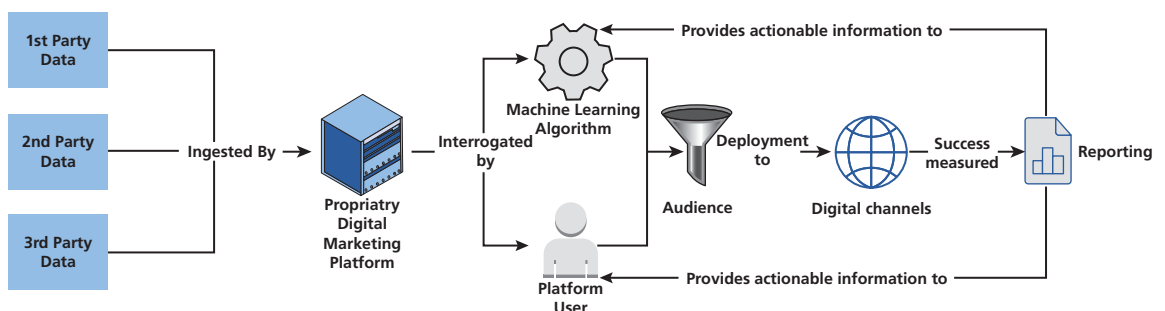 1st Party
Data
2nd Party
Data
3rd Party
Data
Ingested By
Propriatry
Digital
Marketing
Platform
Interrogated
by
Machine Learning
Algorithm
Platform
User
Audience
Deployment
to
Digital channels
Success
measured
Reporting
Provides actionable information to
Provides actionable information to